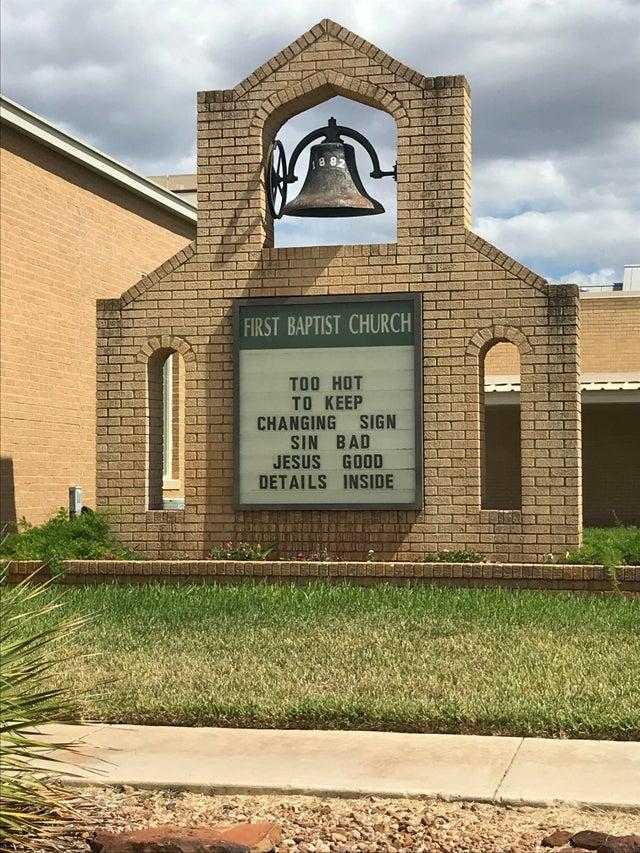 1882
FIRST BAPTIST CHURCH
TOO HOT
TO KEEP
CHANGING SIGN
SIN BAD
JESUS GOOD
DETAILS INSIDE